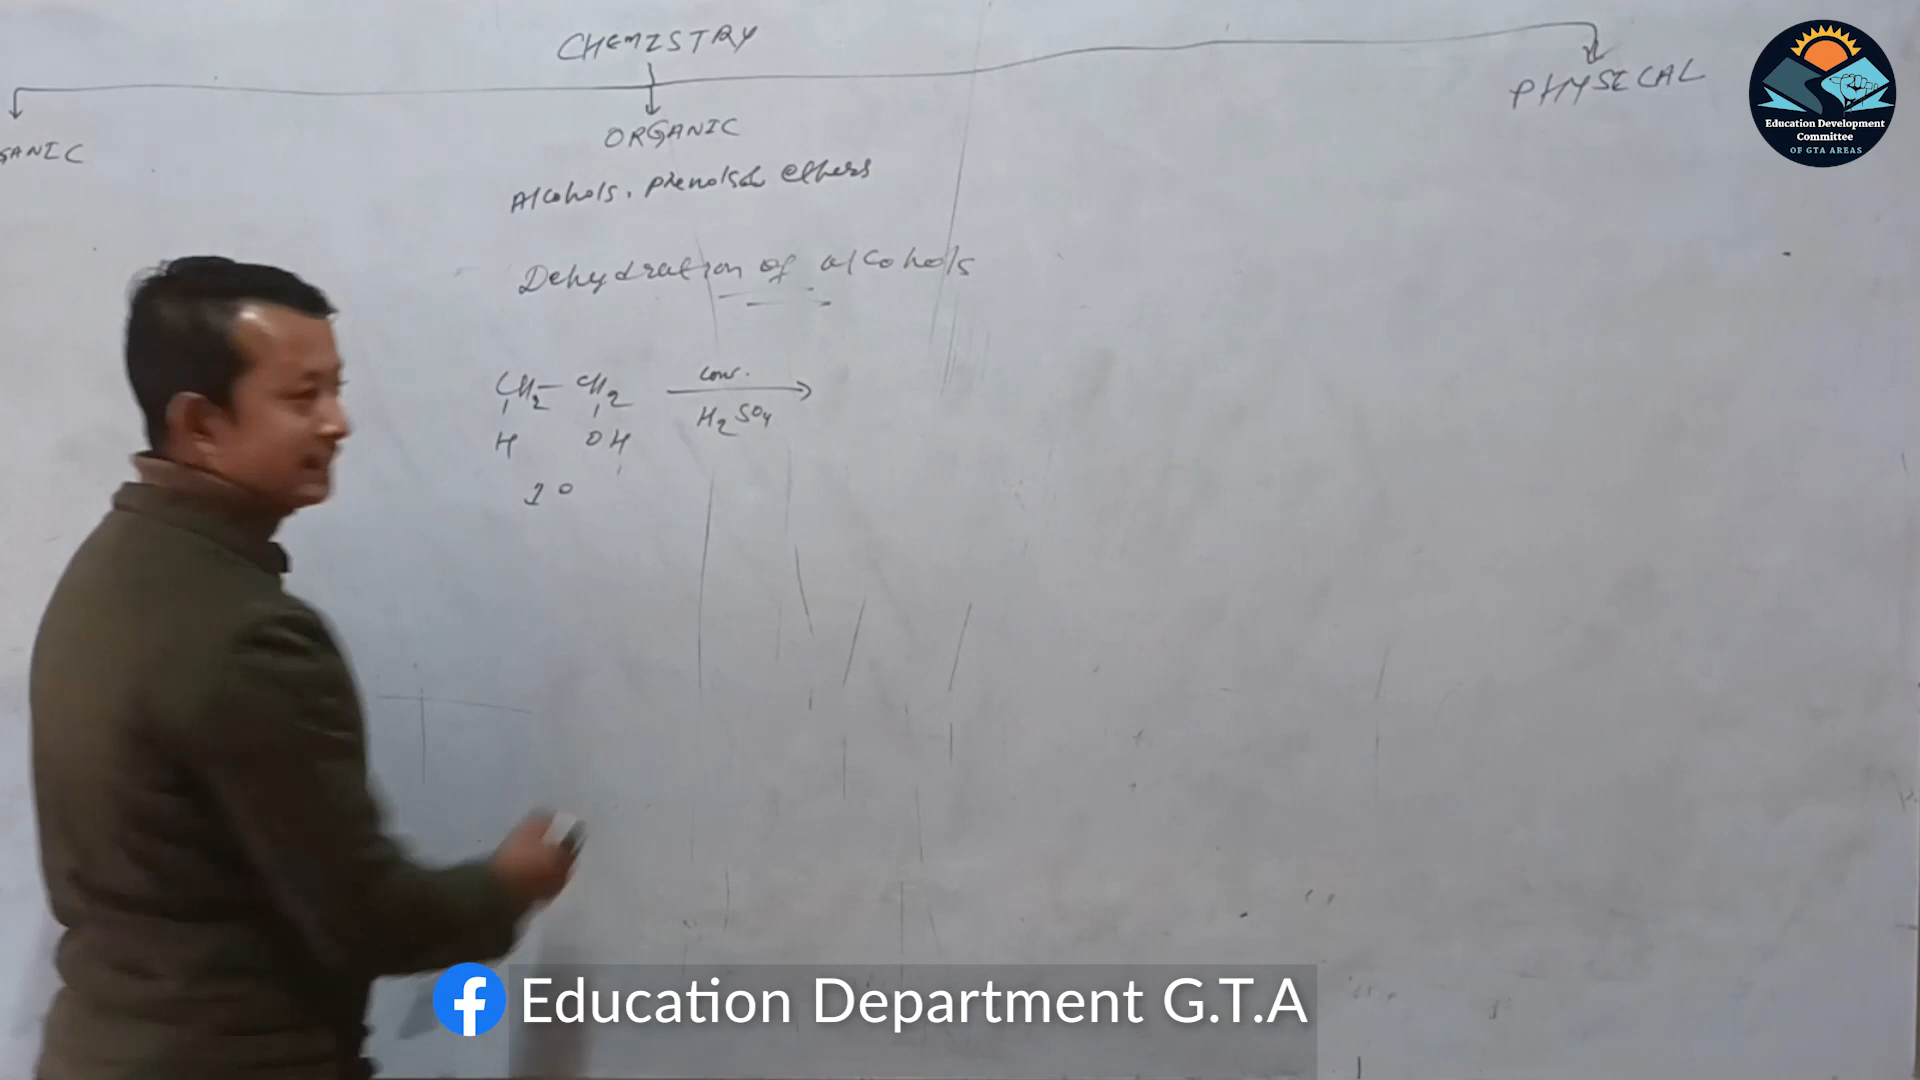 CHEMISTRY
GANIC
ORGANIC
PHYSICAL
Alcohols, phenols & ethers
Dehydration of alcohols
CH2 - CH2
H OH
conc.
H2SO4
1°
Education Development
Committee
OF GTA AREAS
Education Department G.T.A